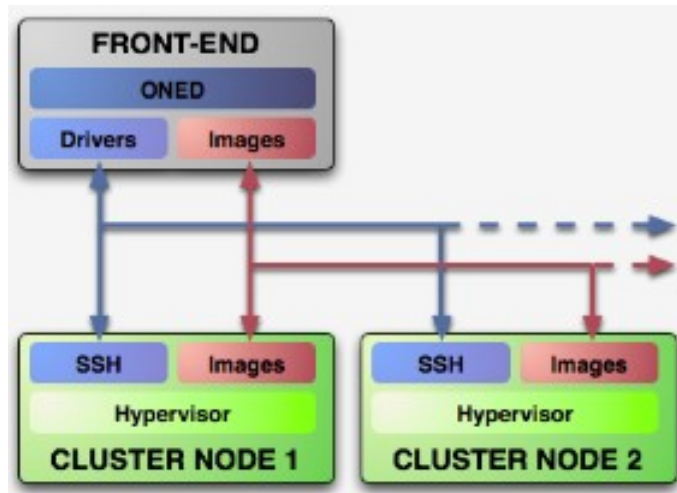 FRONT-END
ONED
Drivers Images
SSH Images
Hypervisor
CLUSTER NODE 1
SSH Images
Hypervisor
CLUSTER NODE 2